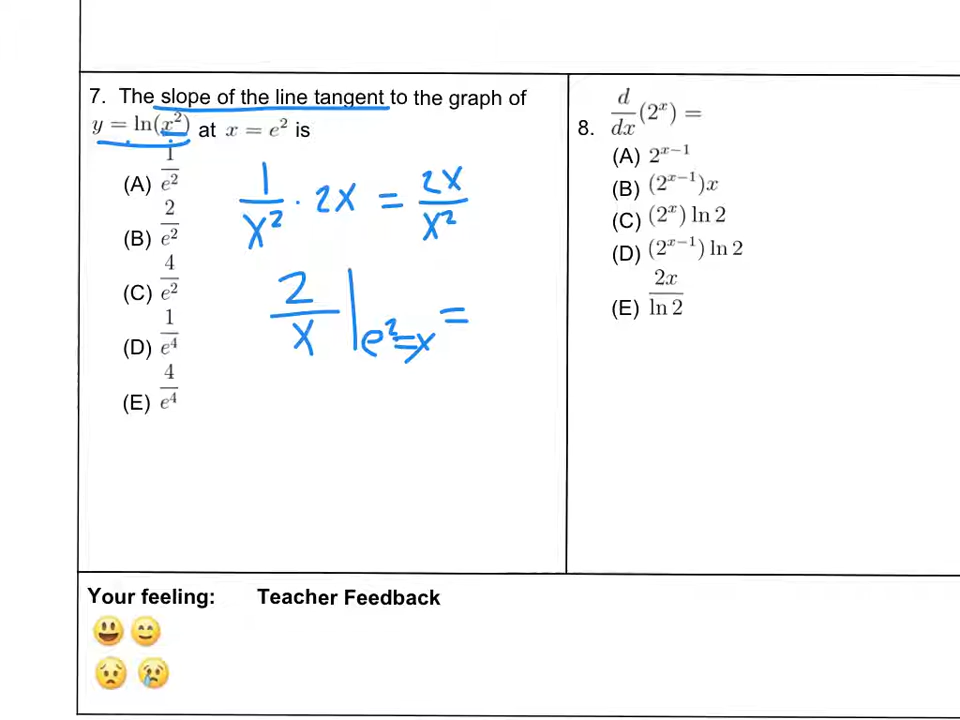 7. The slope of the line tangent to the graph of
y = ln(x²) at x = e² is
(A) 1/e²
(B) 2/e²
(C) 4/e²
(D) 1/e⁴
(E) 4/e⁴
1/x² · 2x = 2x/x²
2/x |e²=x =
8. d/dx (2ˣ) =
(A) 2ˣ⁻¹
(B) (2ˣ⁻¹)x
(C) (2ˣ) ln 2
(D) (2ˣ⁻¹) ln 2
(E) 2x/ln 2
Your feeling: Teacher Feedback